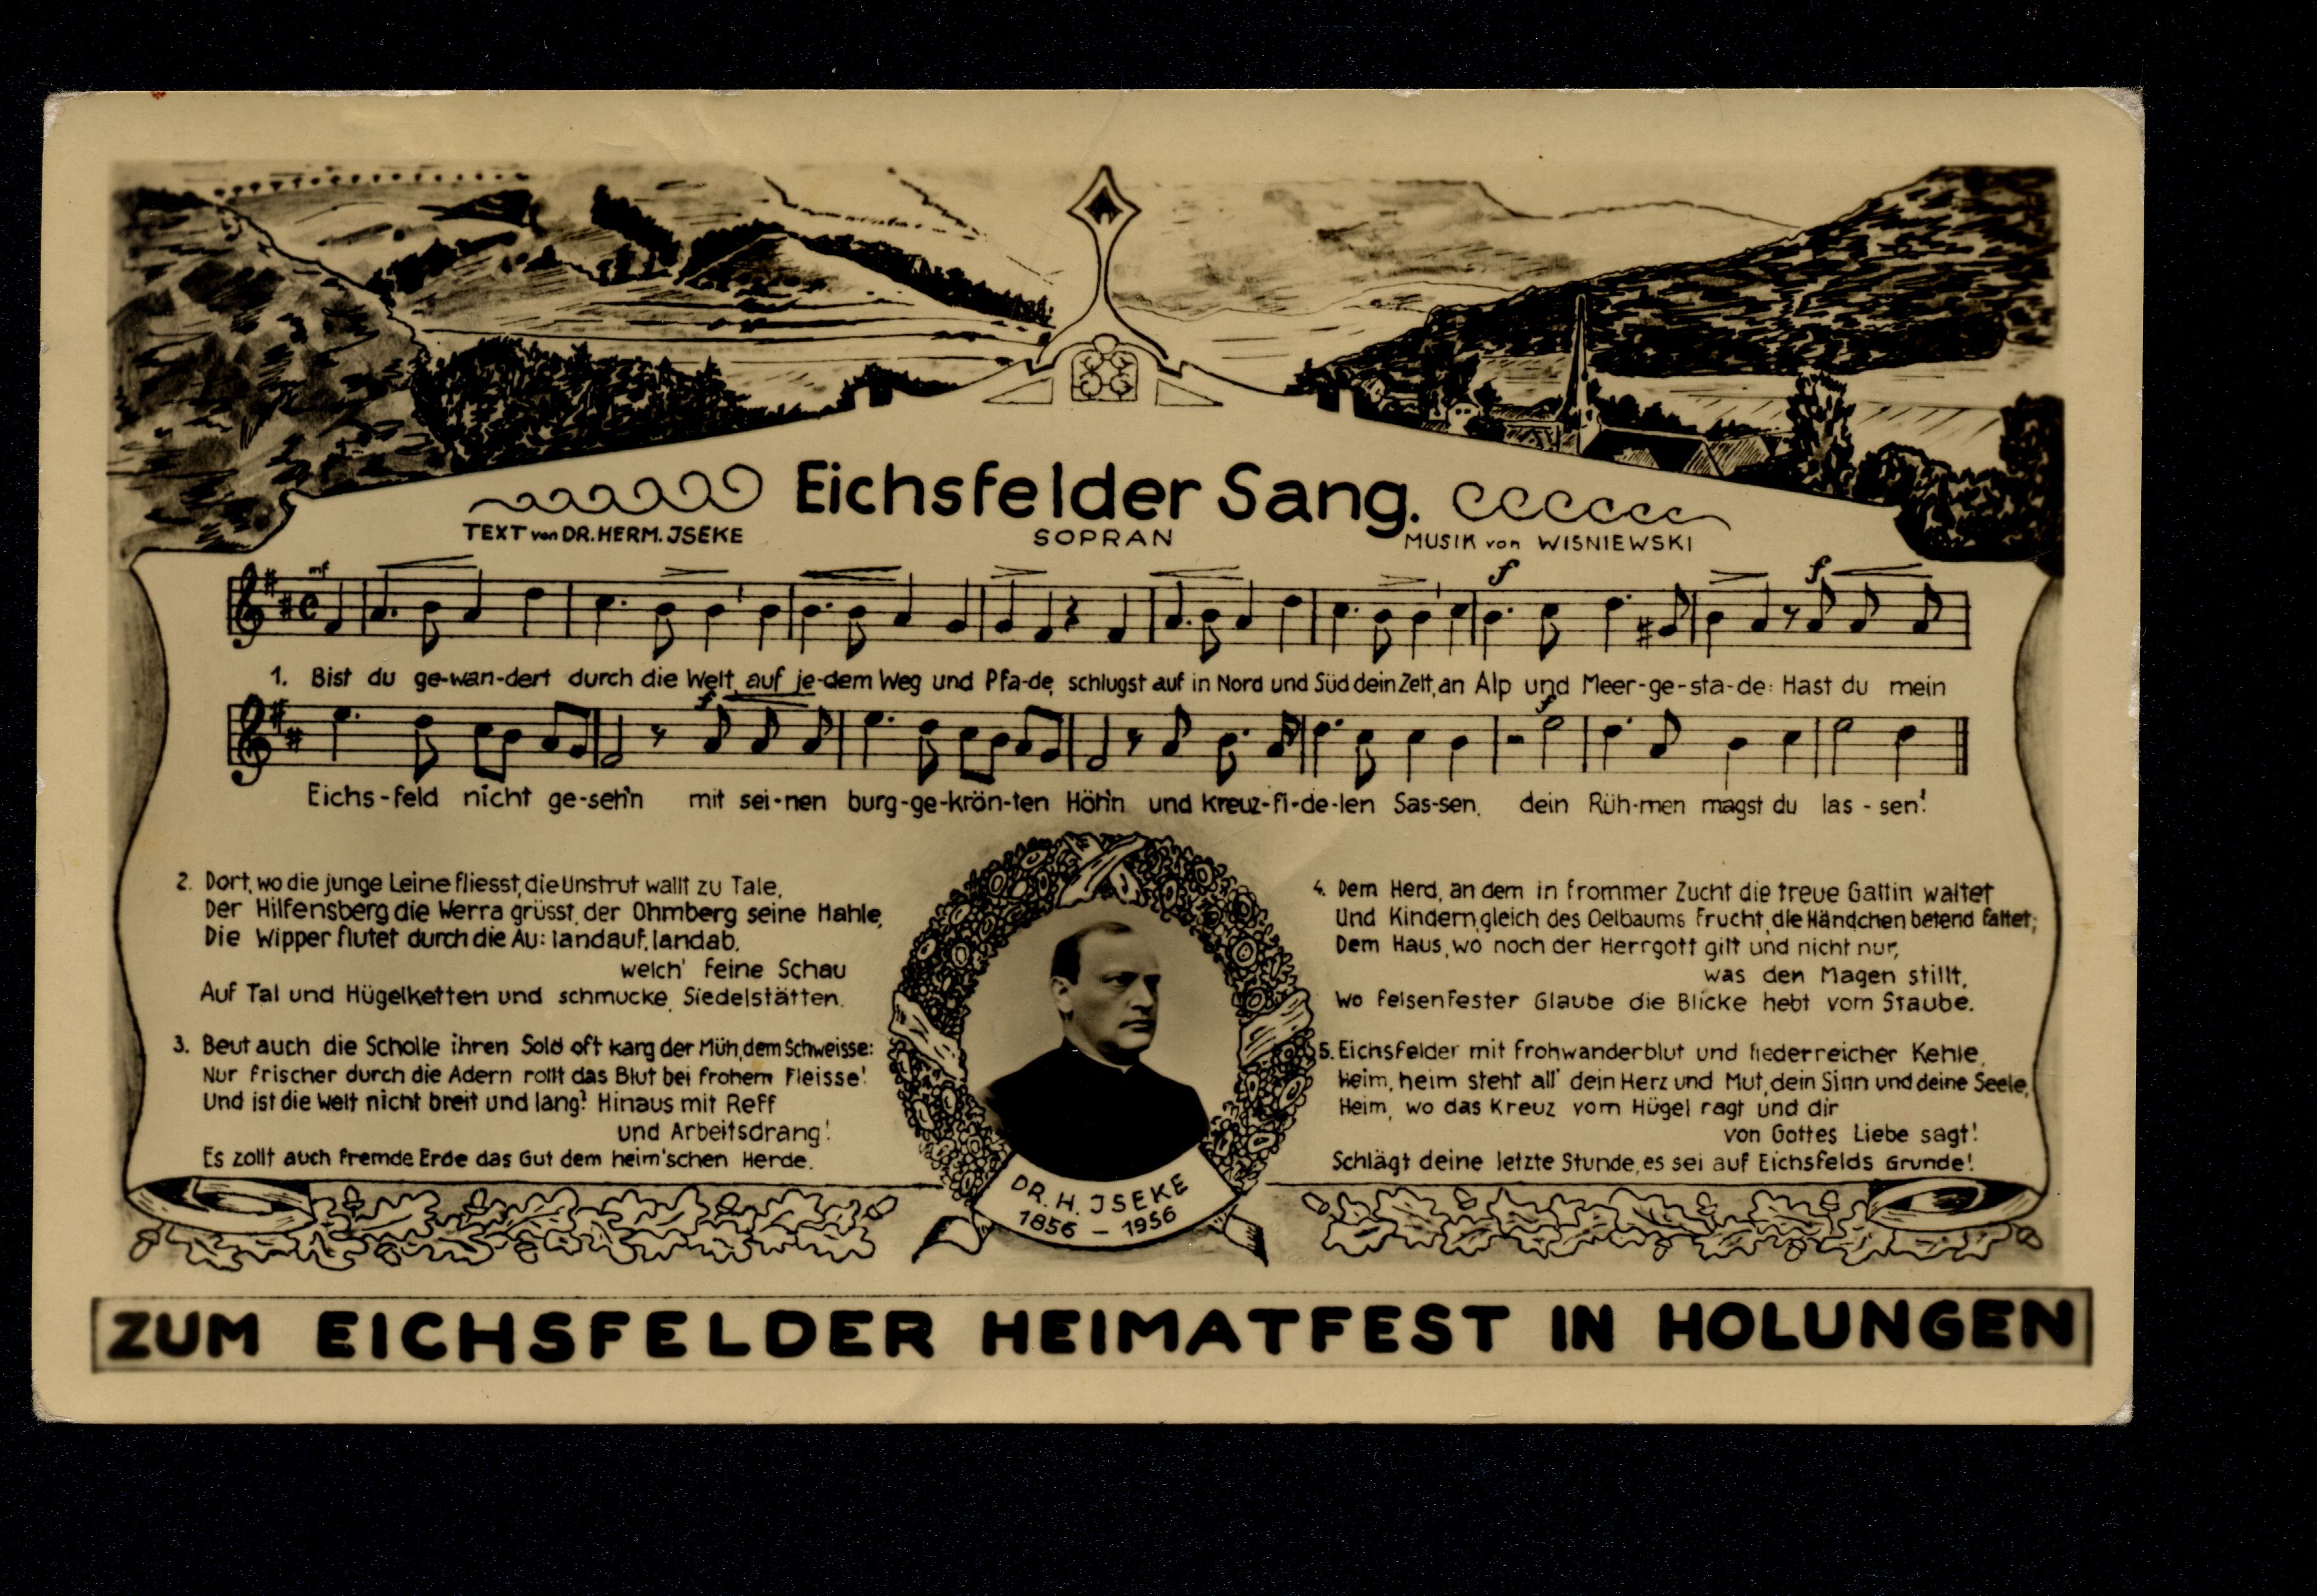 Eichsfelder Sang.
TEXT von DR. HERM. JSEKE
SOPRAN
MUSIK von WISNIEWSKI
mf
f
f
1. Bist du ge-wan-dert durch die Welt, auf je-dem Weg und Pfa-de, schlugst auf in Nord und Süd dein Zelt, an Alp und Meer-ge-sta-de: Hast du mein
f
f
Eichs-feld nicht ge-seh'n mit sei-nen burg-ge-krön-ten Höh'n und kreuz-fi-de-len Sas-sen, dein Rüh-men magst du las-sen!
2. Dort, wo die junge Leine fliesst, die Unstrut wallt zu Tale,
Der Hilfensberg die Werra grüsst, der Ohmberg seine Hahle,
Die Wipper flutet durch die Au: landauf, landab,
welch' feine Schau
Auf Tal und Hügelketten und schmucke Siedelstätten.
3. Beut auch die Scholle ihren Sold oft karg der Müh, dem Schweisse:
Nur frischer durch die Adern rollt das Blut bei frohem Fleisse!
Und ist die Welt nicht breit und lang? Hinaus mit Reff
und Arbeitsdrang!
Es zollt auch fremde Erde das Gut dem heim'schen Herde.
4. Dem Herd, an dem in frommer Zucht die treue Gattin waltet
Und Kindern, gleich des Oelbaums Frucht, die Händchen betend faltet;
Dem Haus, wo noch der Herrgott gilt und nicht nur,
was den Magen stillt,
Wo felsenfester Glaube die Blicke hebt vom Staube.
5. Eichsfelder mit Frohwanderblut und liederreicher Kehle,
Heim, heim steht all' dein Herz und Mut, dein Sinn und deine Seele,
Heim, wo das Kreuz vom Hügel ragt und dir
von Gottes Liebe sagt!
Schlägt deine letzte Stunde, es sei auf Eichsfelds Grunde!
DR. H. JSEKE
1856 - 1956
ZUM EICHSFELDER HEIMATFEST IN HOLUNGEN